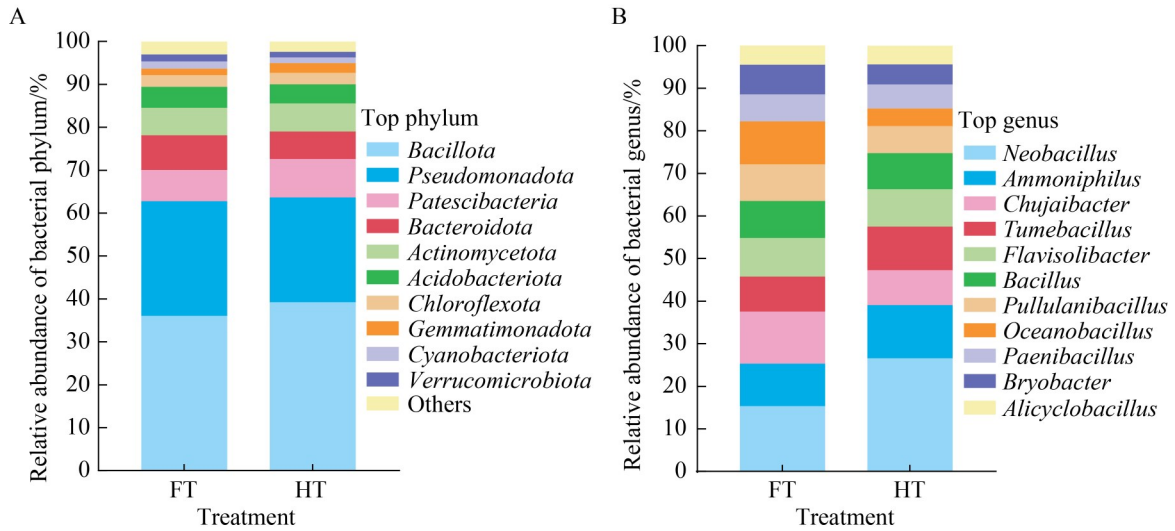 A
Relative abundance of bacterial phylum/%
100
90
80
70
60
50
40
30
20
10
0
FT
HT
Treatment
Top phylum
Bacillota
Pseudomonadota
Patescibacteria
Bacteroidota
Actinomycetota
Acidobacteriota
Chloroflexota
Gemmatimonadota
Cyanobacteriota
Verrucomicrobiota
Others
B
Relative abundance of bacterial genus/%
100
90
80
70
60
50
40
30
20
10
0
FT
HT
Treatment
Top genus
Neobacillus
Ammoniphilus
Chujaibacter
Tumebacillus
Flavisolibacter
Bacillus
Pullulanibacillus
Oceanobacillus
Paenibacillus
Bryobacter
Alicyclobacillus